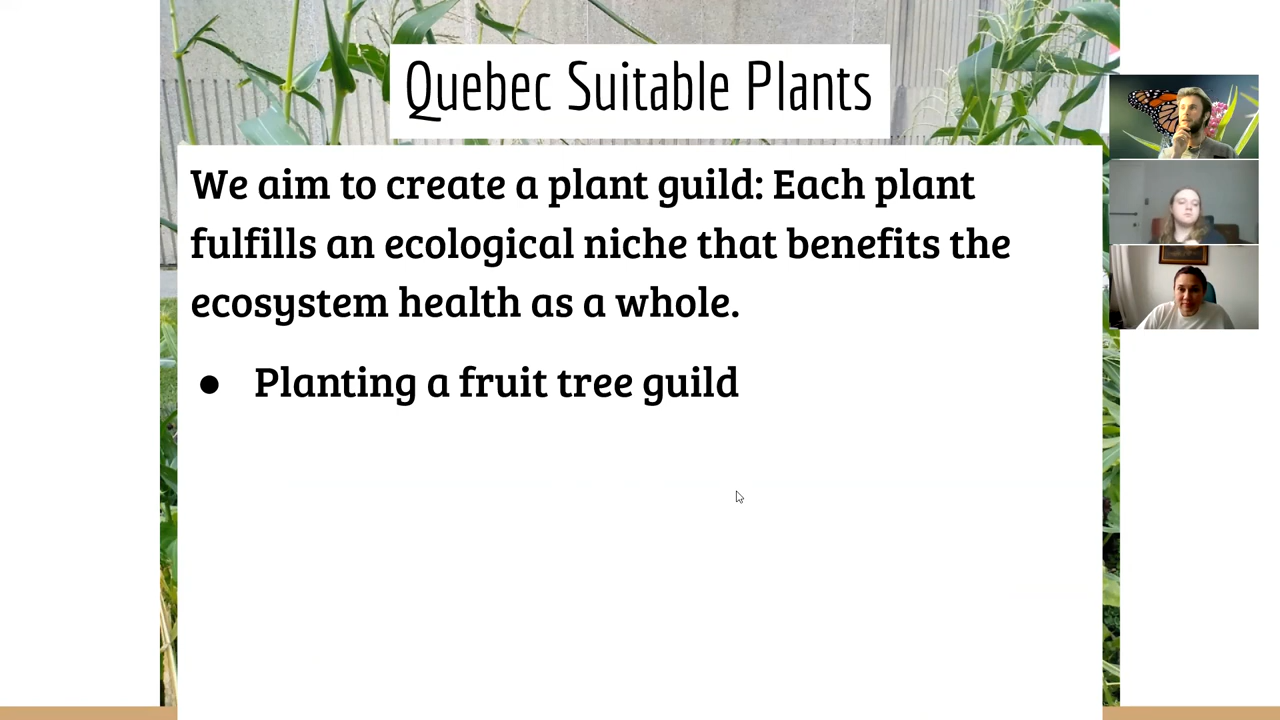 Quebec Suitable Plants
We aim to create a plant guild: Each plant
fulfills an ecological niche that benefits the
ecosystem health as a whole.
● Planting a fruit tree guild